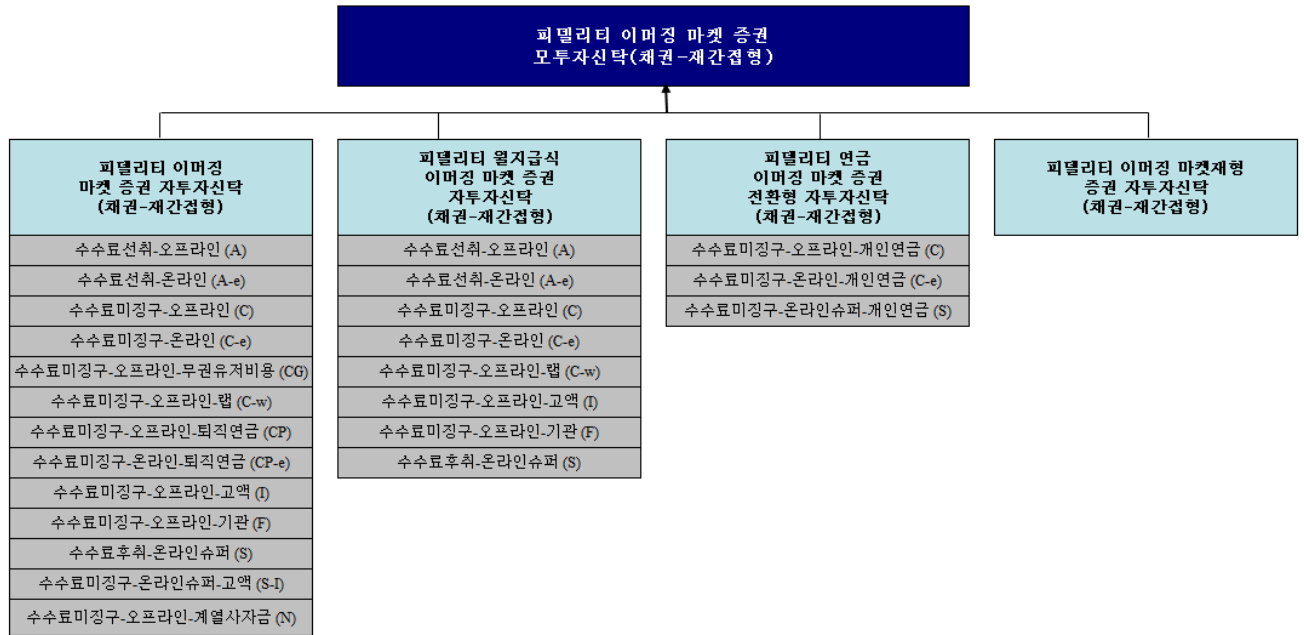 피델리티 이머징 마켓 증권
모투자신탁(채권-재간접형)
피델리티 이머징
마켓 증권 자투자신탁
(채권-재간접형)
수수료선취-오프라인 (A)
수수료선취-온라인 (A-e)
수수료미징구-오프라인 (C)
수수료미징구-온라인 (C-e)
수수료미징구-오프라인-무권유저비용 (CG)
수수료미징구-오프라인-랩 (C-w)
수수료미징구-오프라인-퇴직연금 (CP)
수수료미징구-온라인-퇴직연금 (CP-e)
수수료미징구-오프라인-고액 (I)
수수료미징구-오프라인-기관 (F)
수수료후취-온라인슈퍼 (S)
수수료미징구-온라인슈퍼-고액 (S-I)
수수료미징구-오프라인-계열사자금 (N)
피델리티 월지급식
이머징 마켓 증권
자투자신탁
(채권-재간접형)
수수료선취-오프라인 (A)
수수료선취-온라인 (A-e)
수수료미징구-오프라인 (C)
수수료미징구-온라인 (C-e)
수수료미징구-오프라인-랩 (C-w)
수수료미징구-오프라인-고액 (I)
수수료미징구-오프라인-기관 (F)
수수료후취-온라인슈퍼 (S)
피델리티 연금
이머징 마켓 증권
전환형 자투자신탁
(채권-재간접형)
수수료미징구-오프라인-개인연금 (C)
수수료미징구-온라인-개인연금 (C-e)
수수료미징구-온라인슈퍼-개인연금 (S)
피델리티 이머징 마켓재형
증권 자투자신탁
(채권-재간접형)